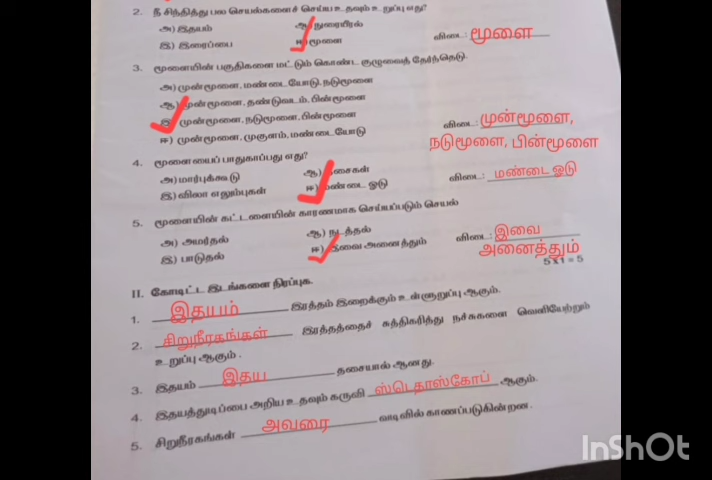 2. நீ சிந்தித்து பல செயல்களைச் செய்ய உதவும் உறுப்பு எது?
அ) இதயம் ஆ) நுரையீரல்
இ) இரைப்பை ஈ) மூளை விடை: மூளை
3. மூளையின் பகுதிகளை மட்டும் கொண்ட குழுவைத் தேர்ந்தெடு.
அ) முன்மூளை, மண்டையோடு, நடுமூளை
ஆ) முன்மூளை, தண்டுவடம், பின்மூளை
இ) முன்மூளை, நடுமூளை, பின்மூளை
ஈ) முன்மூளை, முகுளம், மண்டையோடு விடை: முன்மூளை,
நடுமூளை, பின்மூளை
4. மூளையைப் பாதுகாப்பது எது?
அ) மார்புக்கூடு ஆ) தசைகள்
இ) விலா எலும்புகள் ஈ) மண்டை ஓடு விடை: மண்டை ஓடு
5. மூளையின் கட்டளையின் காரணமாக செய்யப்படும் செயல்
அ) அமர்தல் ஆ) நடத்தல்
இ) பாடுதல் ஈ) இவை அனைத்தும் விடை: இவை
அனைத்தும்
5 x 1 = 5
II. கோடிட்ட இடங்களை நிரப்புக.
1. இதயம் இரத்தம் இறைக்கும் உள்ளுறுப்பு ஆகும்.
2. சிறுநீரகங்கள் இரத்தத்தைச் சுத்திகரித்து நச்சுகளை வெளியேற்றும்
உறுப்பு ஆகும்.
3. இதயம் இதய தசையால் ஆனது.
4. இதயத்துடிப்பை அறிய உதவும் கருவி ஸ்டெதாஸ்கோப் ஆகும்.
5. சிறுநீரகங்கள் அவரை வடிவில் காணப்படுகின்றன.
InShOt